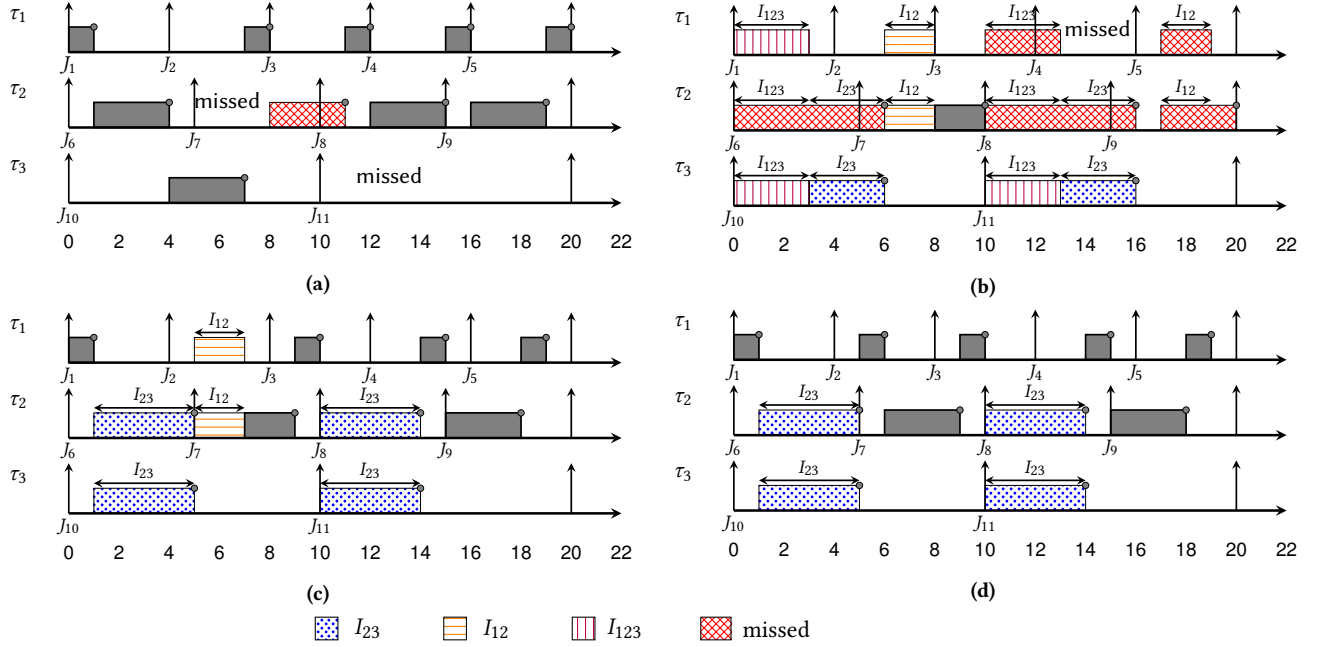 τ1
J1 J2 J3 J4 J5
τ2
missed
J6 J7 J8 J9
τ3
missed
J10 J11
0 2 4 6 8 10 12 14 16 18 20 22
(a)
τ1
I123 I12 I123 missed I12
J1 J2 J3 J4 J5
τ2
I123 I23 I12 I123 I23 I12
J6 J7 J8 J9
τ3
I123 I23 I123 I23
J10 J11
0 2 4 6 8 10 12 14 16 18 20 22
(b)
τ1
I12
J1 J2 J3 J4 J5
τ2
I23 I12 I23
J6 J7 J8 J9
τ3
I23 I23
J10 J11
0 2 4 6 8 10 12 14 16 18 20 22
(c)
τ1
J1 J2 J3 J4 J5
τ2
I23 I23
J6 J7 J8 J9
τ3
I23 I23
J10 J11
0 2 4 6 8 10 12 14 16 18 20 22
(d)
I23 I12 I123 missed